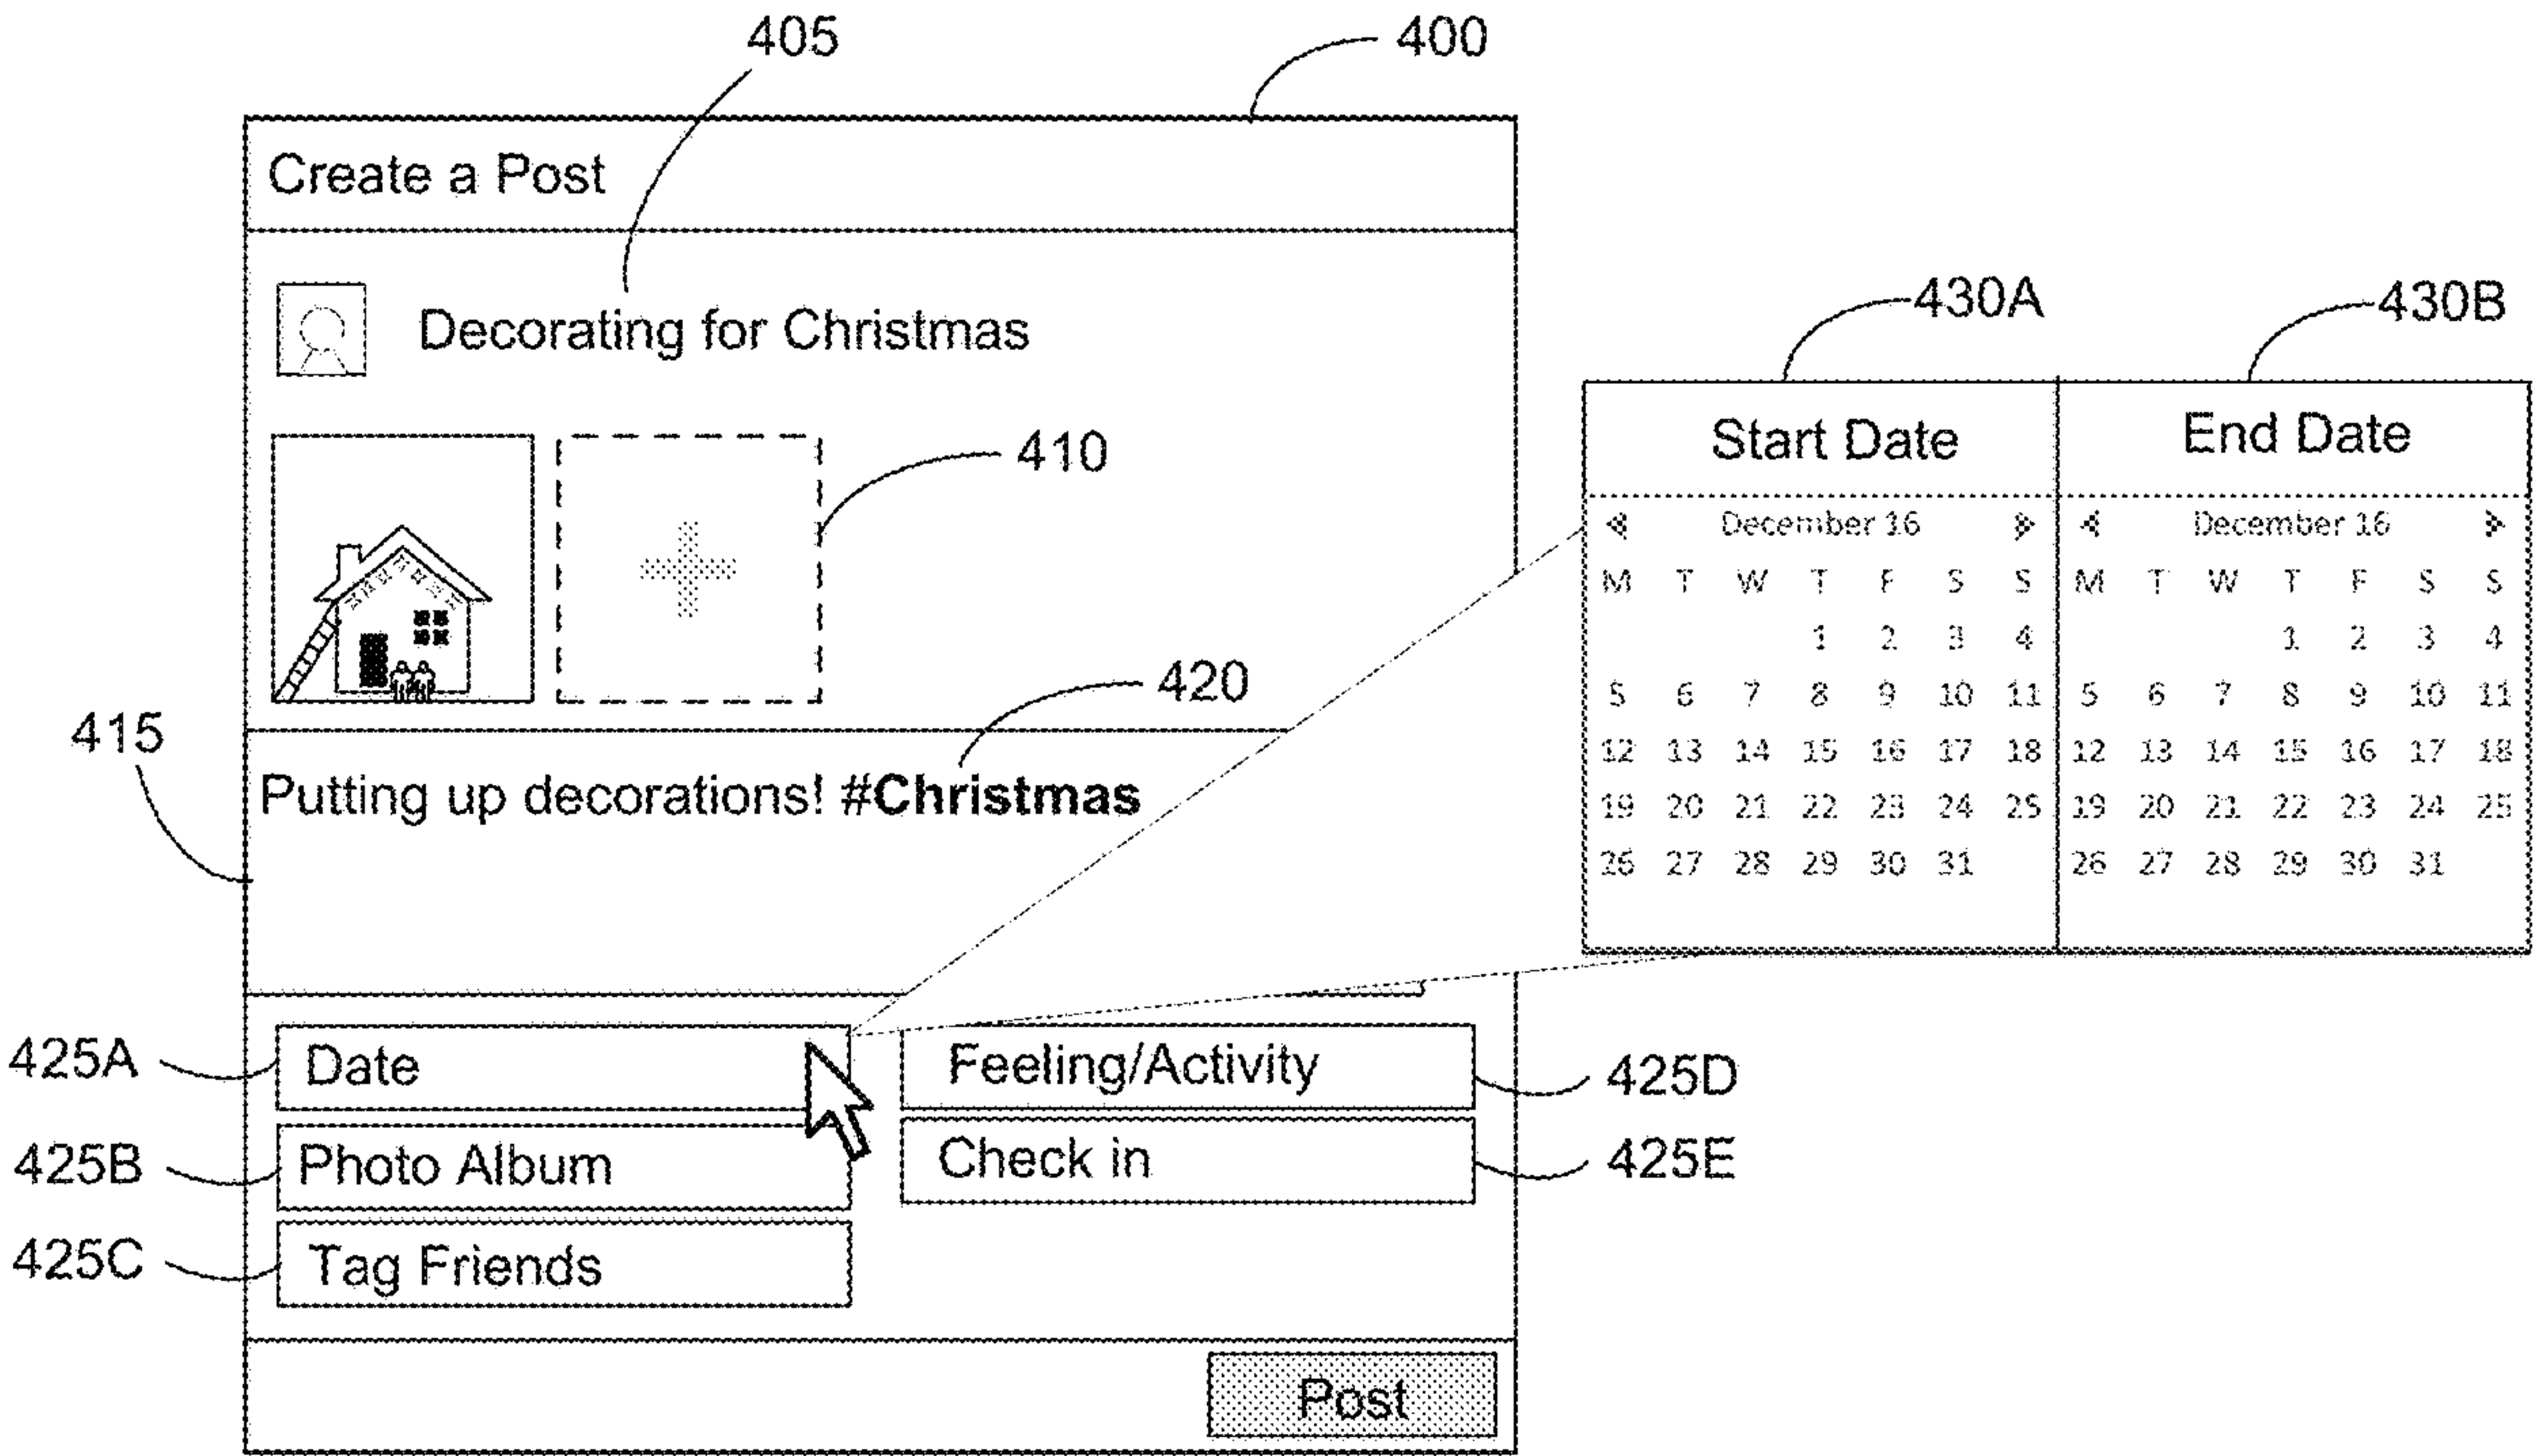 405
400
Create a Post
Decorating for Christmas
430A
430B
410
Start Date
End Date
December 16
December 16
M T W T F S S
M T W T F S S
1 2 3 4
1 2 3 4
5 6 7 8 9 10 11
5 6 7 8 9 10 11
12 13 14 15 16 17 18
12 13 14 15 16 17 18
19 20 21 22 23 24 25
19 20 21 22 23 24 25
26 27 28 29 30 31
26 27 28 29 30 31
420
415
Putting up decorations! #Christmas
425A
Date
Feeling/Activity
425D
425B
Photo Album
Check in
425E
425C
Tag Friends
Post